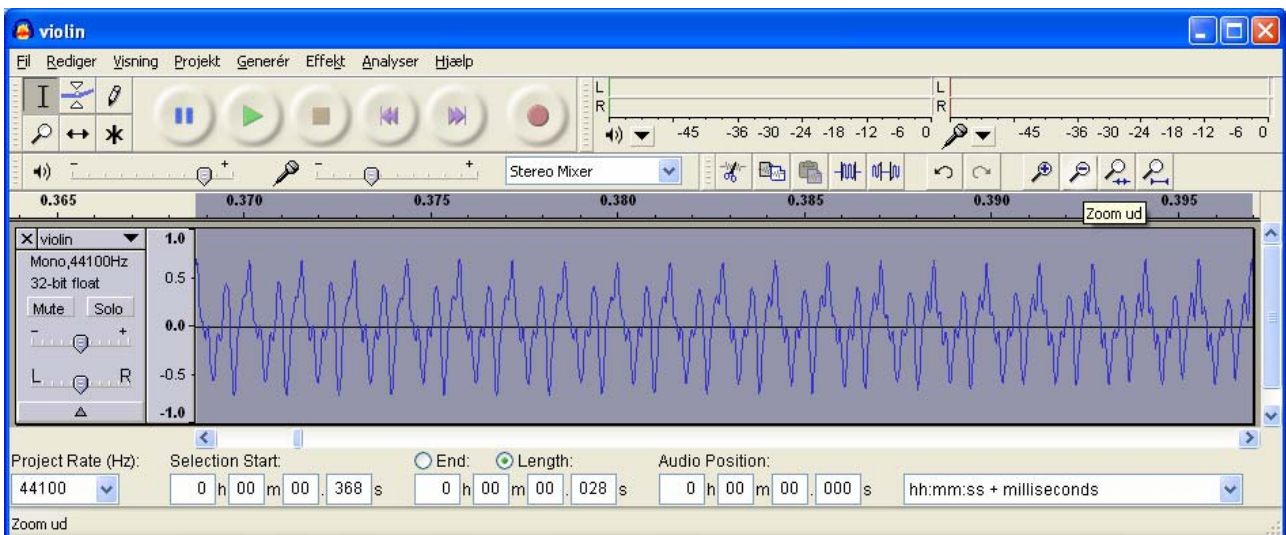 violin
Fil Rediger Visning Projekt Generér Effekt Analyser Hjælp
L L
R R
-45 -36 -30 -24 -18 -12 -6 0 -45 -36 -30 -24 -18 -12 -6 0
- + - + Stereo Mixer
0.365 0.370 0.375 0.380 0.385 0.390 0.395
Zoom ud
violin 1.0
Mono,44100Hz
32-bit float 0.5
Mute Solo
- + 0.0
L R -0.5
-1.0
Project Rate (Hz): Selection Start: End: Length: Audio Position:
44100 0 h 00 m 00 . 368 s 0 h 00 m 00 . 028 s 0 h 00 m 00 . 000 s hh:mm:ss + milliseconds
Zoom ud